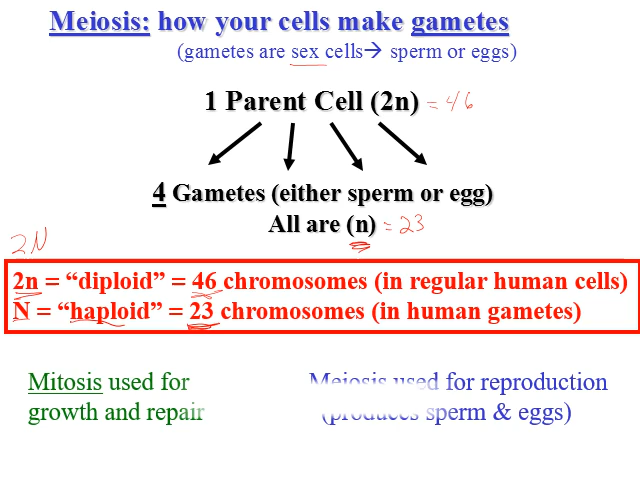 Meiosis: how your cells make gametes
(gametes are sex cells→ sperm or eggs)
1 Parent Cell (2n) = 46
4 Gametes (either sperm or egg)
All are (n) = 23
2N
2n = “diploid” = 46 chromosomes (in regular human cells)
N = “haploid” = 23 chromosomes (in human gametes)
Mitosis used for
growth and repair
Meiosis used for reproduction
(produces sperm & eggs)